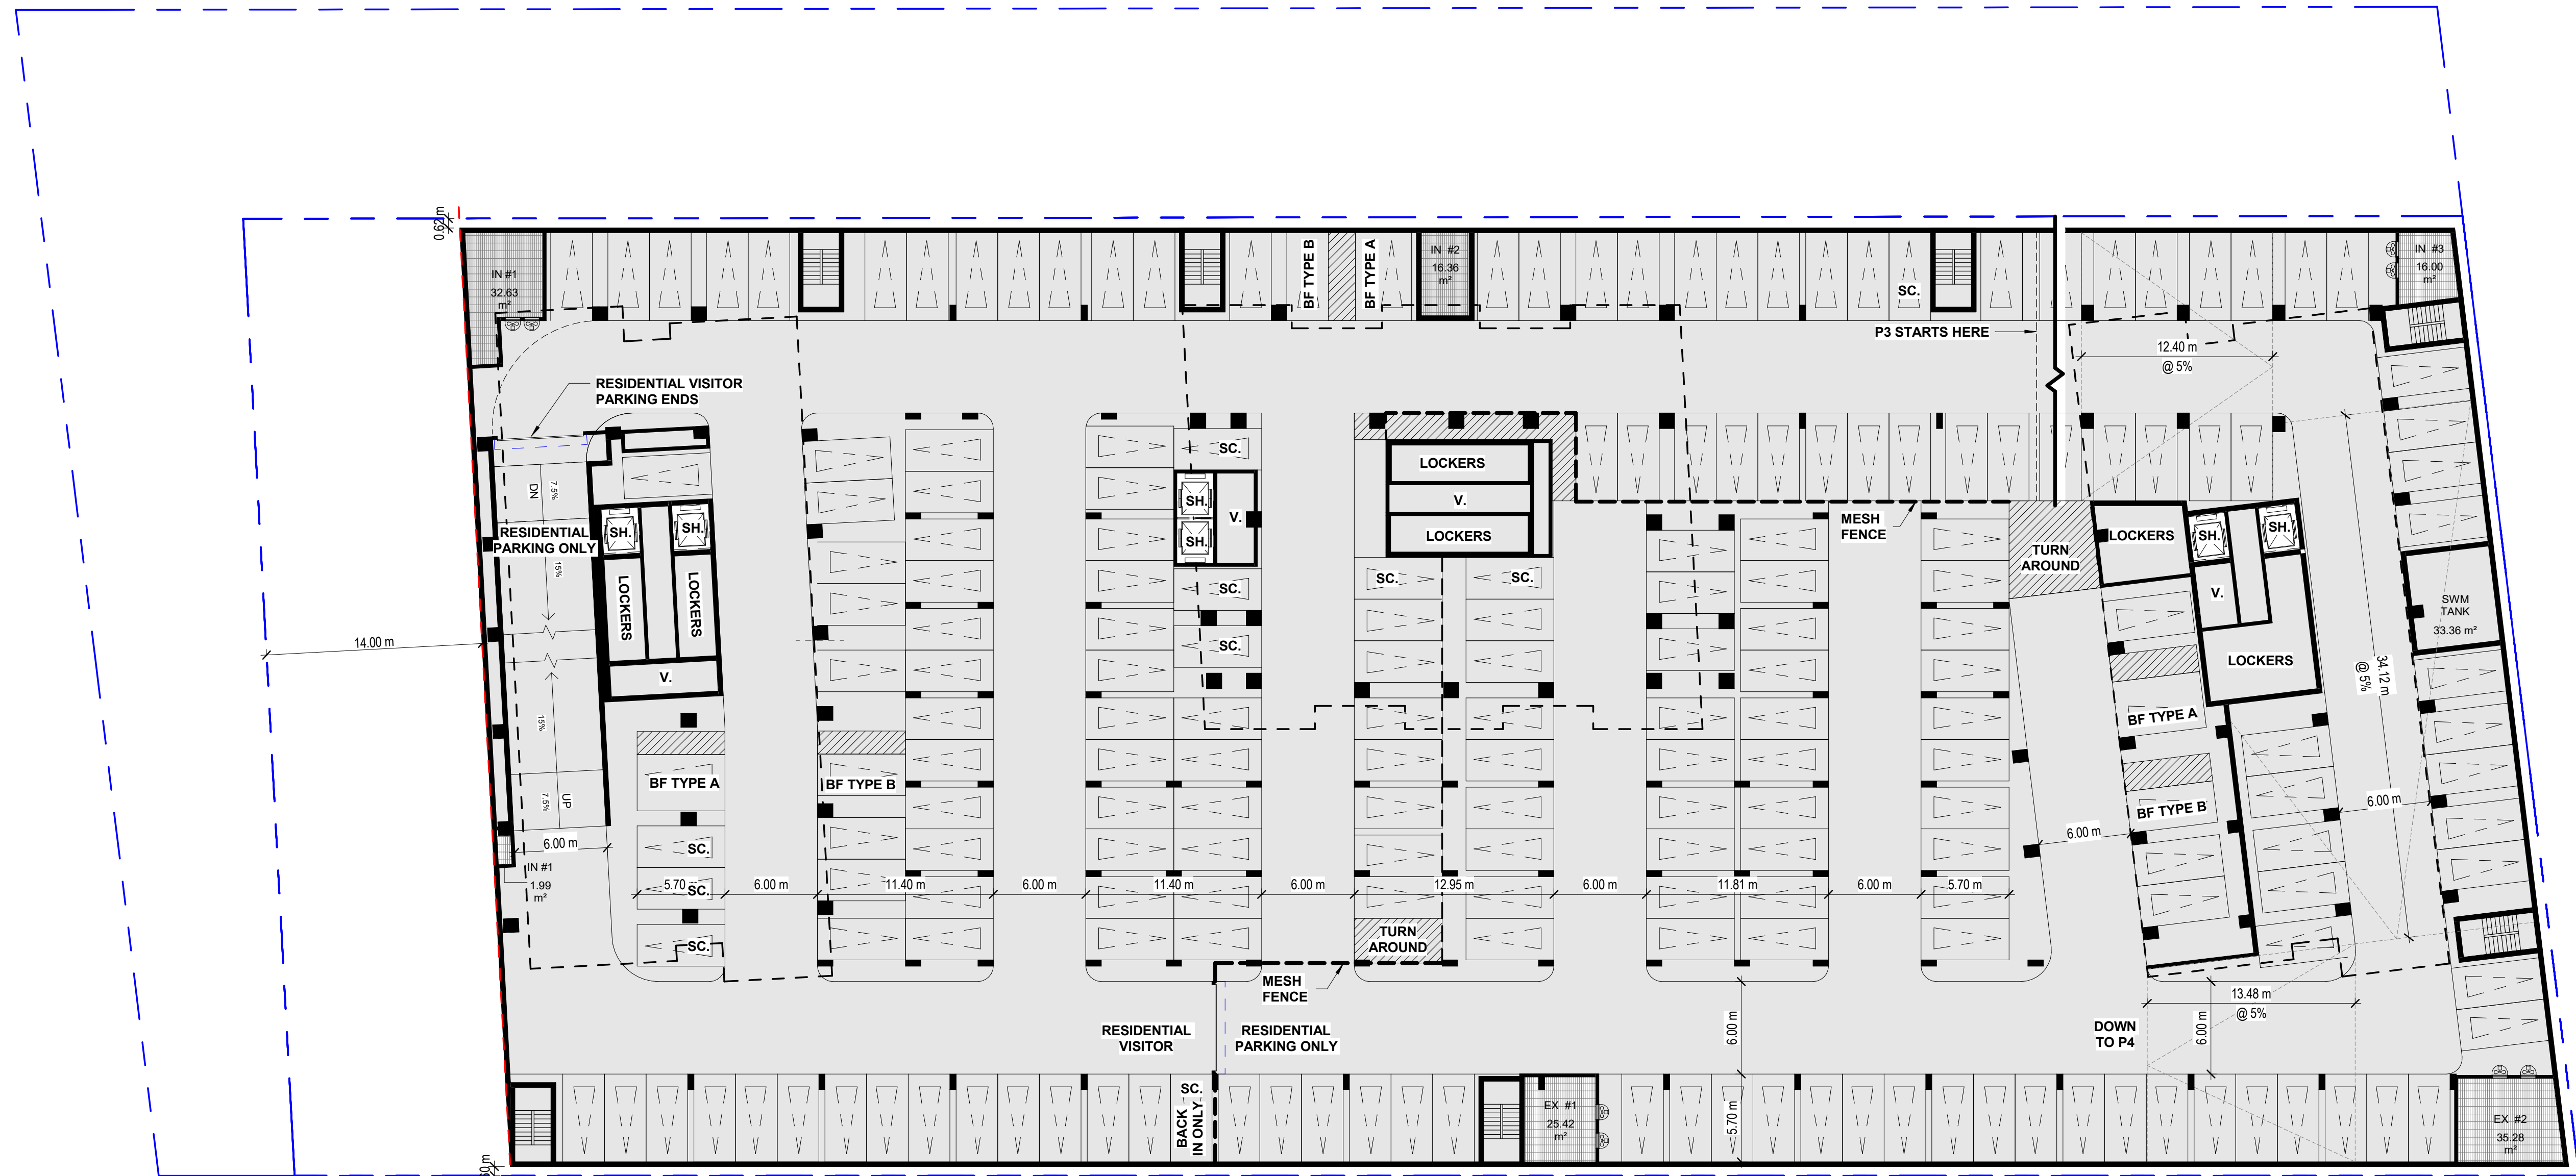 0.62 m
IN #1
32.63
m²
BF TYPE B
BF TYPE A
IN #2
16.36
m²
SC.
IN #3
16.00
m²
P3 STARTS HERE
12.40 m
@ 5%
RESIDENTIAL VISITOR
PARKING ENDS
DN
7.5%
RESIDENTIAL
PARKING ONLY
15%
SH.
SH.
LOCKERS
LOCKERS
V.
15%
UP
7.5%
6.00 m
IN #1
1.99
m²
14.00 m
BF TYPE A
SC.
SC.
SC.
BF TYPE B
SC.
SH.
SH.
V.
SC.
SC.
LOCKERS
V.
LOCKERS
SC.
SC.
MESH
FENCE
TURN
AROUND
LOCKERS
SH.
SH.
V.
LOCKERS
SWM
TANK
33.36 m²
34.12 m
@ 5%
BF TYPE A
BF TYPE B
6.00 m
6.00 m
5.70
6.00 m
11.40 m
6.00 m
11.40 m
6.00 m
12.95 m
6.00 m
11.81 m
6.00 m
5.70 m
TURN
AROUND
MESH
FENCE
RESIDENTIAL
VISITOR
RESIDENTIAL
PARKING ONLY
6.00 m
DOWN
TO P4
13.48 m
@ 5%
6.00 m
SC.
BACK
IN ONLY
EX #1
25.42
m²
5.70 m
EX #2
35.28
m²